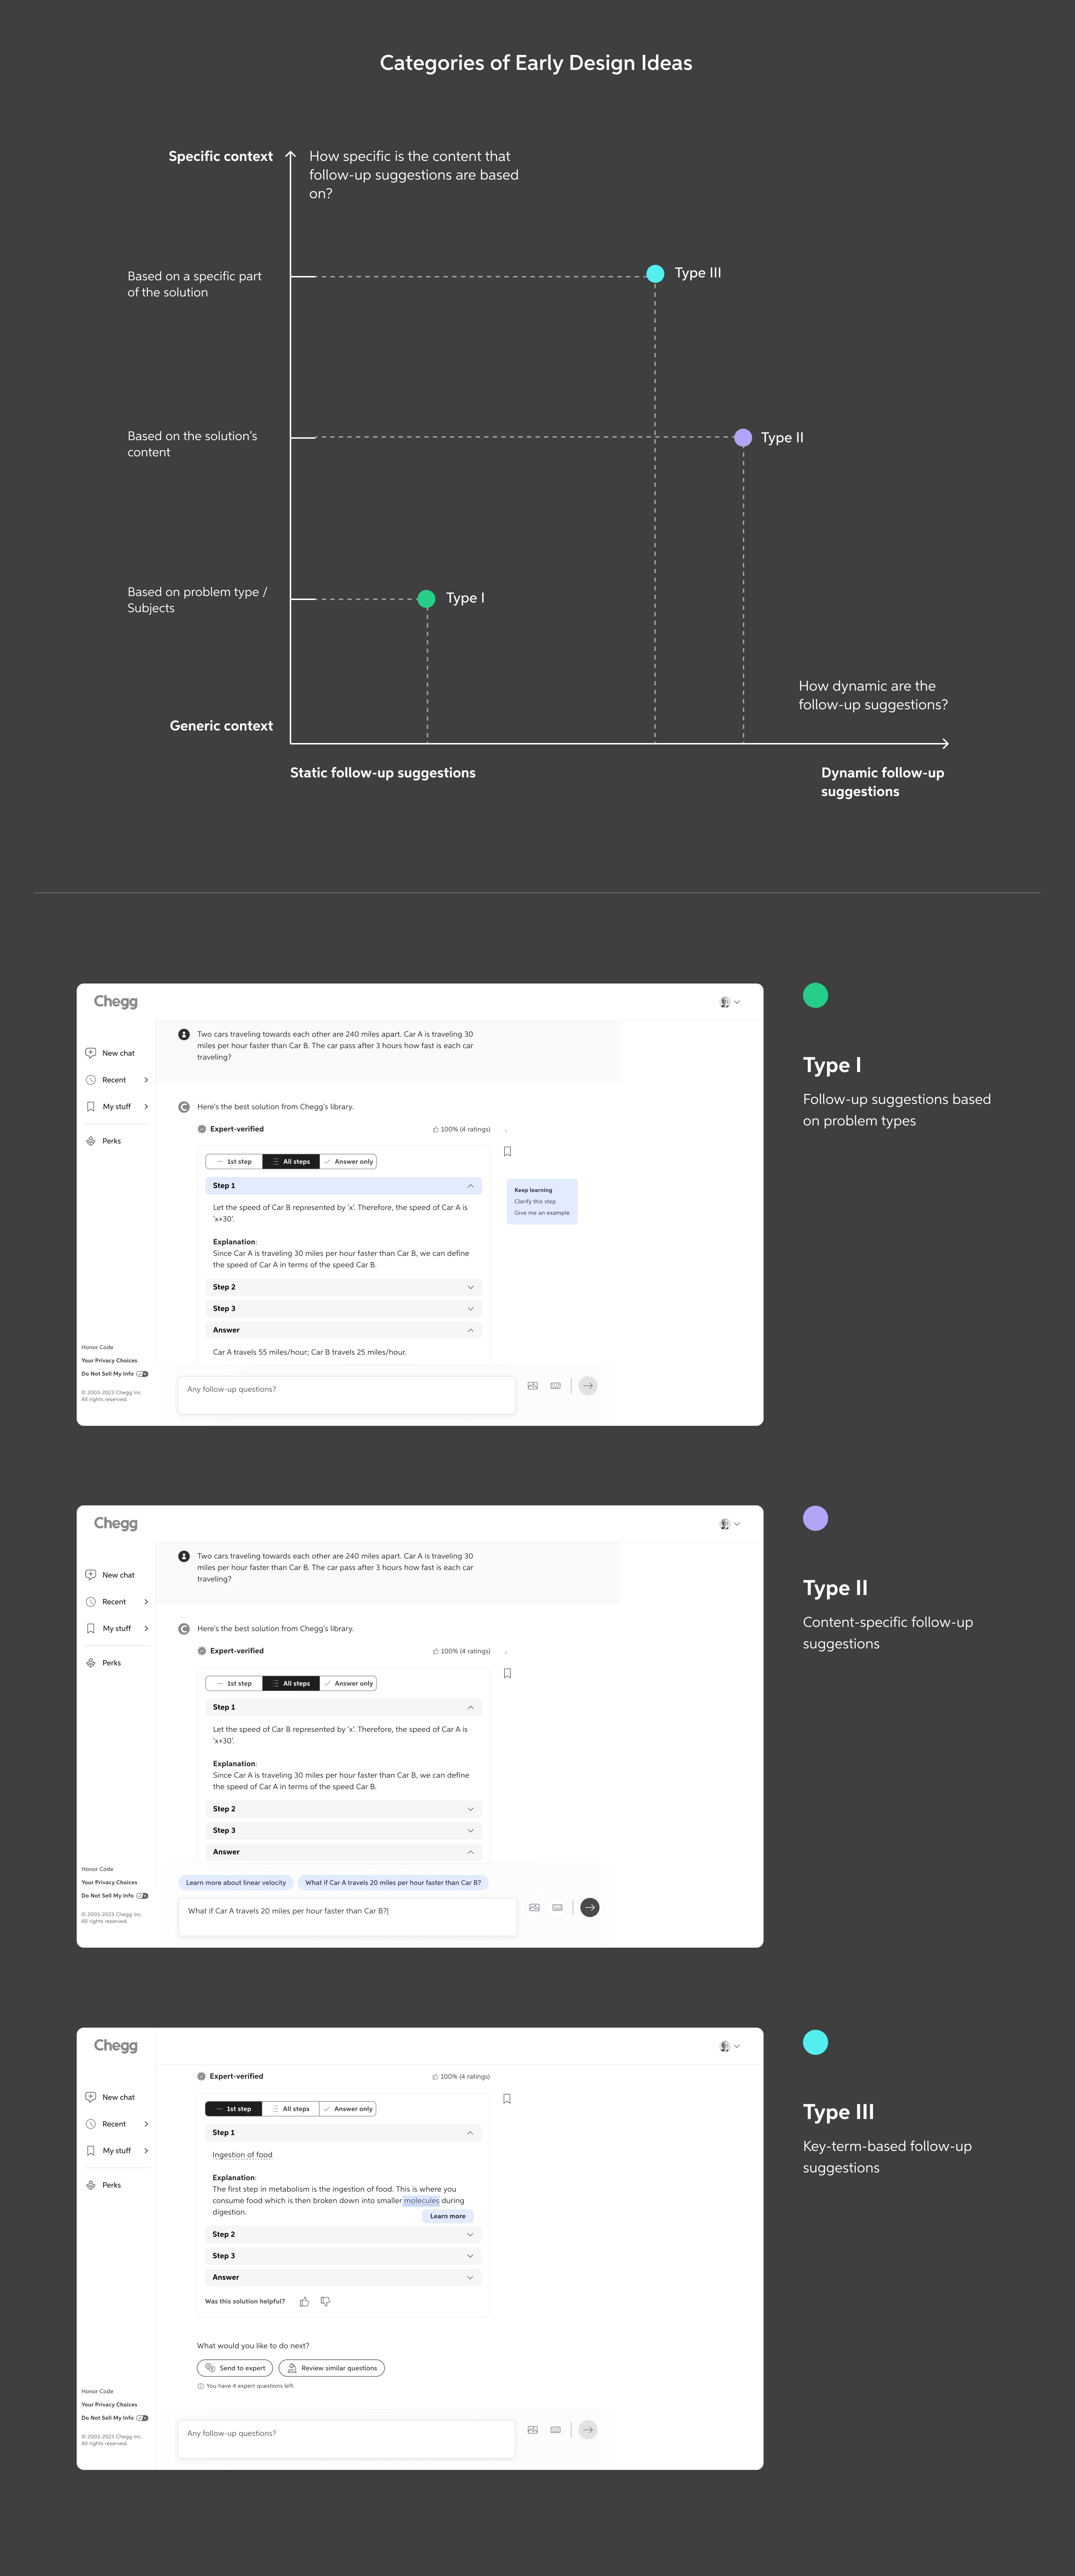 Categories of Early Design Ideas
Specific context
How specific is the content that
follow-up suggestions are based
on?
Based on a specific part
of the solution
Type III
Based on the solution's
content
Type II
Based on problem type /
Subjects
Type I
How dynamic are the
follow-up suggestions?
Generic context
Static follow-up suggestions
Dynamic follow-up
suggestions
Chegg
New chat
Recent
My stuff
Perks
Honor Code
Your Privacy Choices
Do Not Sell My Info
© 2003-2023 Chegg Inc.
All rights reserved.
Two cars traveling towards each other are 240 miles apart. Car A is traveling 30
miles per hour faster than Car B. The car pass after 3 hours how fast is each car
traveling?
Here's the best solution from Chegg's library.
Expert-verified
100% (4 ratings)
1st step
All steps
Answer only
Step 1
Let the speed of Car B represented by 'x'. Therefore, the speed of Car A is
'x+30'.
Explanation:
Since Car A is traveling 30 miles per hour faster than Car B, we can define
the speed of Car A in terms of the speed Car B.
Step 2
Step 3
Answer
Car A travels 55 miles/hour; Car B travels 25 miles/hour.
Keep learning
Clarify this step
Give me an example
Any follow-up questions?
Type I
Follow-up suggestions based
on problem types
Chegg
New chat
Recent
My stuff
Perks
Honor Code
Your Privacy Choices
Do Not Sell My Info
© 2003-2023 Chegg Inc.
All rights reserved.
Two cars traveling towards each other are 240 miles apart. Car A is traveling 30
miles per hour faster than Car B. The car pass after 3 hours how fast is each car
traveling?
Here's the best solution from Chegg's library.
Expert-verified
100% (4 ratings)
1st step
All steps
Answer only
Step 1
Let the speed of Car B represented by 'x'. Therefore, the speed of Car A is
'x+30'.
Explanation:
Since Car A is traveling 30 miles per hour faster than Car B, we can define
the speed of Car A in terms of the speed Car B.
Step 2
Step 3
Answer
Learn more about linear velocity
What if Car A travels 20 miles per hour faster than Car B?
What if Car A travels 20 miles per hour faster than Car B?|
Type II
Content-specific follow-up
suggestions
Chegg
New chat
Recent
My stuff
Perks
Honor Code
Your Privacy Choices
Do Not Sell My Info
© 2003-2023 Chegg Inc.
All rights reserved.
Expert-verified
100% (4 ratings)
1st step
All steps
Answer only
Step 1
Ingestion of food
Explanation:
The first step in metabolism is the ingestion of food. This is where you
consume food which is then broken down into smaller molecules during
digestion.
Learn more
Step 2
Step 3
Answer
Was this solution helpful?
What would you like to do next?
Send to expert
Review similar questions
You have 4 expert questions left.
Any follow-up questions?
Type III
Key-term-based follow-up
suggestions